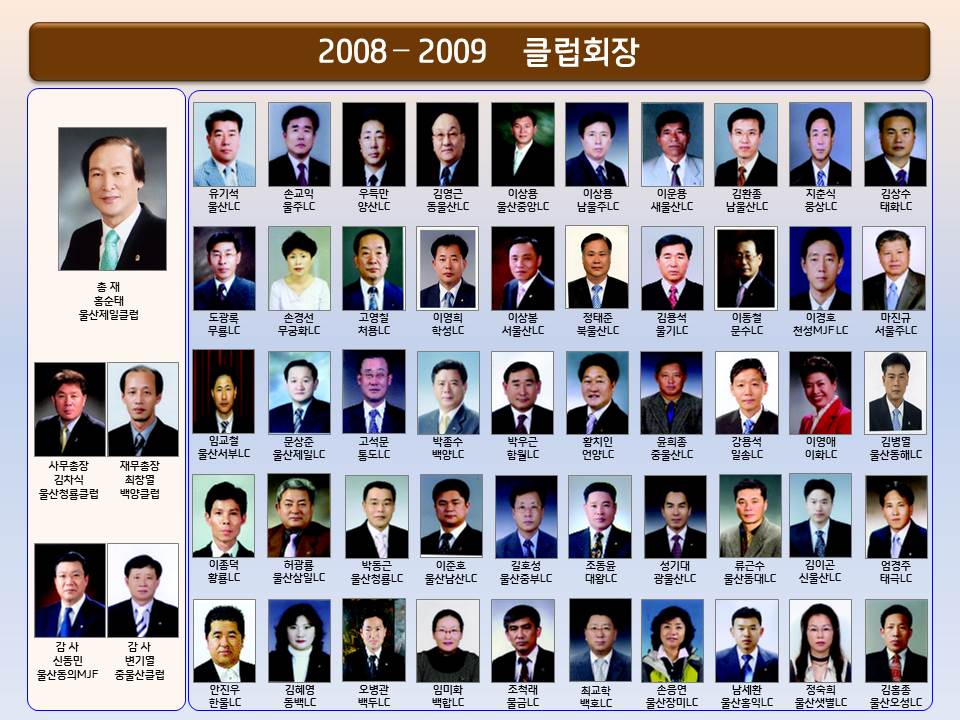 2008 – 2009 클럽회장
총 재
홍순태
울산제일클럽
사무총장
김차식
울산청룡클럽
재무총장
최창열
백양클럽
감 사
신동민
울산동의MJF
감 사
변기열
중울산클럽
유기석
울산LC
손교익
울주LC
우득만
양산LC
김영근
동울산LC
이상용
울산중앙LC
이상용
남울주LC
이운용
새울산LC
김환종
남울산LC
지춘식
웅상LC
김상수
태화LC
도광록
무룡LC
손경선
무궁화LC
고영칠
처용LC
이영희
학성LC
이상봉
서울산LC
정태준
북울산LC
김용석
울기LC
이동철
문수LC
이경호
천성MJF LC
마진규
서울주LC
임교철
울산서부LC
문상준
울산제일LC
고석문
통도LC
박종수
백양LC
박우근
함월LC
황치인
언양LC
윤희종
중울산LC
강용석
일송LC
이영애
이화LC
김병열
울산동해LC
이종덕
황룡LC
허광룡
울산삼일LC
박동근
울산청룡LC
이준호
울산남산LC
길호성
울산중부LC
조동윤
대왕LC
성기대
광울산LC
류근수
울산동대LC
김이곤
신울산LC
엄경주
태극LC
안진우
한울LC
김혜영
동백LC
오병관
백두LC
임미화
백합LC
조척래
물금LC
최교학
백호LC
손응연
울산장미LC
남세환
울산홍익LC
정숙희
울산샛별LC
김홍종
울산오성LC